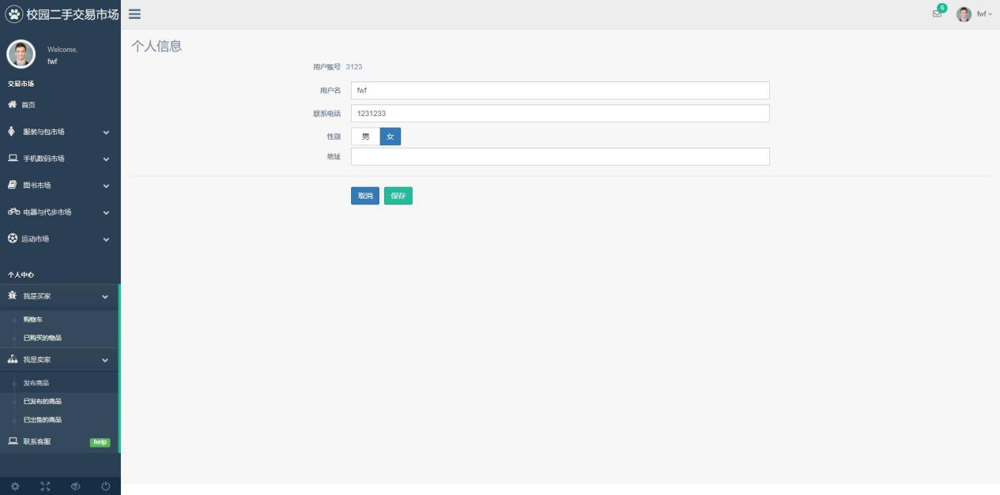 校园二手交易市场
6
fwf
Welcome,
fwf
交易市场
首页
服装与包市场
手机数码市场
图书市场
电器与代步市场
运动市场
个人中心
我是买家
购物车
已购买的物品
我是卖家
发布商品
已发布的商品
已出售的商品
联系客服 help
个人信息
用户账号 3123
用户名 fwf
联系电话 1231233
性别 男 女
地址
取消 保存